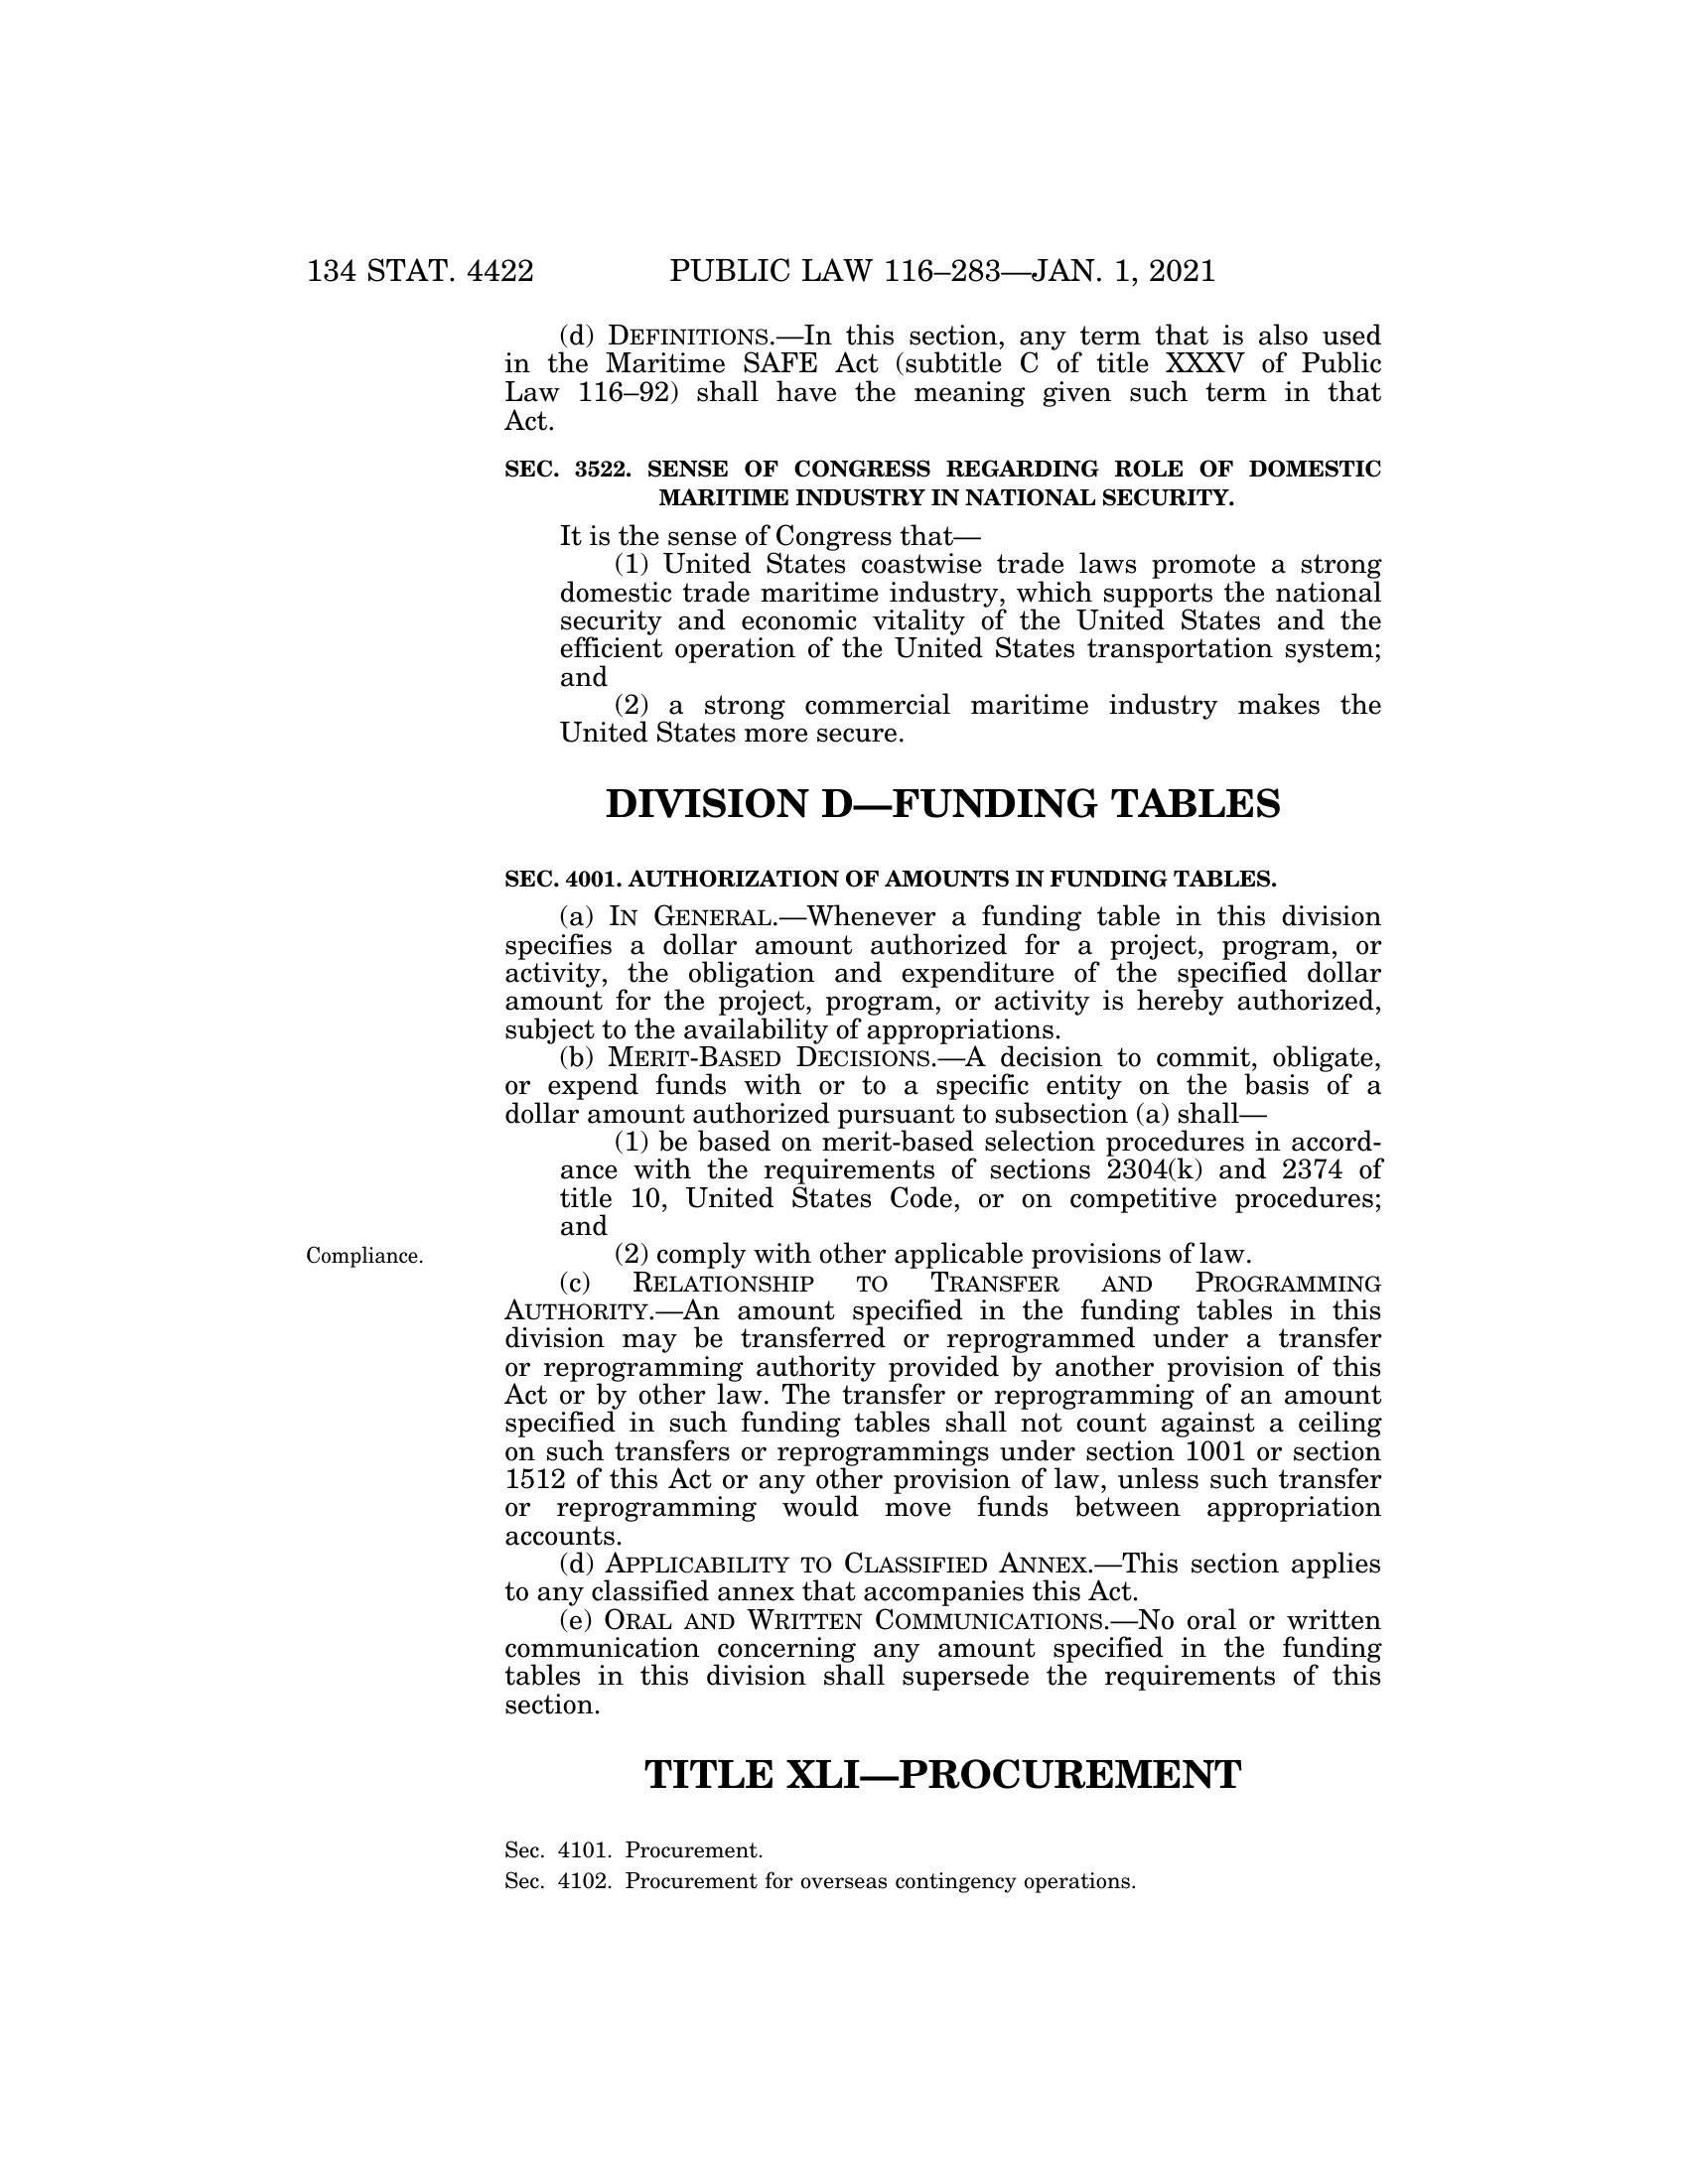 134 STAT. 4422 PUBLIC LAW 116–283—JAN. 1, 2021
(d) DEFINITIONS.—In this section, any term that is also used
in the Maritime SAFE Act (subtitle C of title XXXV of Public
Law 116–92) shall have the meaning given such term in that
Act.
SEC. 3522. SENSE OF CONGRESS REGARDING ROLE OF DOMESTIC
MARITIME INDUSTRY IN NATIONAL SECURITY.
It is the sense of Congress that—
(1) United States coastwise trade laws promote a strong
domestic trade maritime industry, which supports the national
security and economic vitality of the United States and the
efficient operation of the United States transportation system;
and
(2) a strong commercial maritime industry makes the
United States more secure.
DIVISION D—FUNDING TABLES
SEC. 4001. AUTHORIZATION OF AMOUNTS IN FUNDING TABLES.
(a) IN GENERAL.—Whenever a funding table in this division
specifies a dollar amount authorized for a project, program, or
activity, the obligation and expenditure of the specified dollar
amount for the project, program, or activity is hereby authorized,
subject to the availability of appropriations.
(b) MERIT-BASED DECISIONS.—A decision to commit, obligate,
or expend funds with or to a specific entity on the basis of a
dollar amount authorized pursuant to subsection (a) shall—
(1) be based on merit-based selection procedures in accord-
ance with the requirements of sections 2304(k) and 2374 of
title 10, United States Code, or on competitive procedures;
and
Compliance.
(2) comply with other applicable provisions of law.
(c) RELATIONSHIP TO TRANSFER AND PROGRAMMING
AUTHORITY.—An amount specified in the funding tables in this
division may be transferred or reprogrammed under a transfer
or reprogramming authority provided by another provision of this
Act or by other law. The transfer or reprogramming of an amount
specified in such funding tables shall not count against a ceiling
on such transfers or reprogrammings under section 1001 or section
1512 of this Act or any other provision of law, unless such transfer
or reprogramming would move funds between appropriation
accounts.
(d) APPLICABILITY TO CLASSIFIED ANNEX.—This section applies
to any classified annex that accompanies this Act.
(e) ORAL AND WRITTEN COMMUNICATIONS.—No oral or written
communication concerning any amount specified in the funding
tables in this division shall supersede the requirements of this
section.
TITLE XLI—PROCUREMENT
Sec. 4101. Procurement.
Sec. 4102. Procurement for overseas contingency operations.